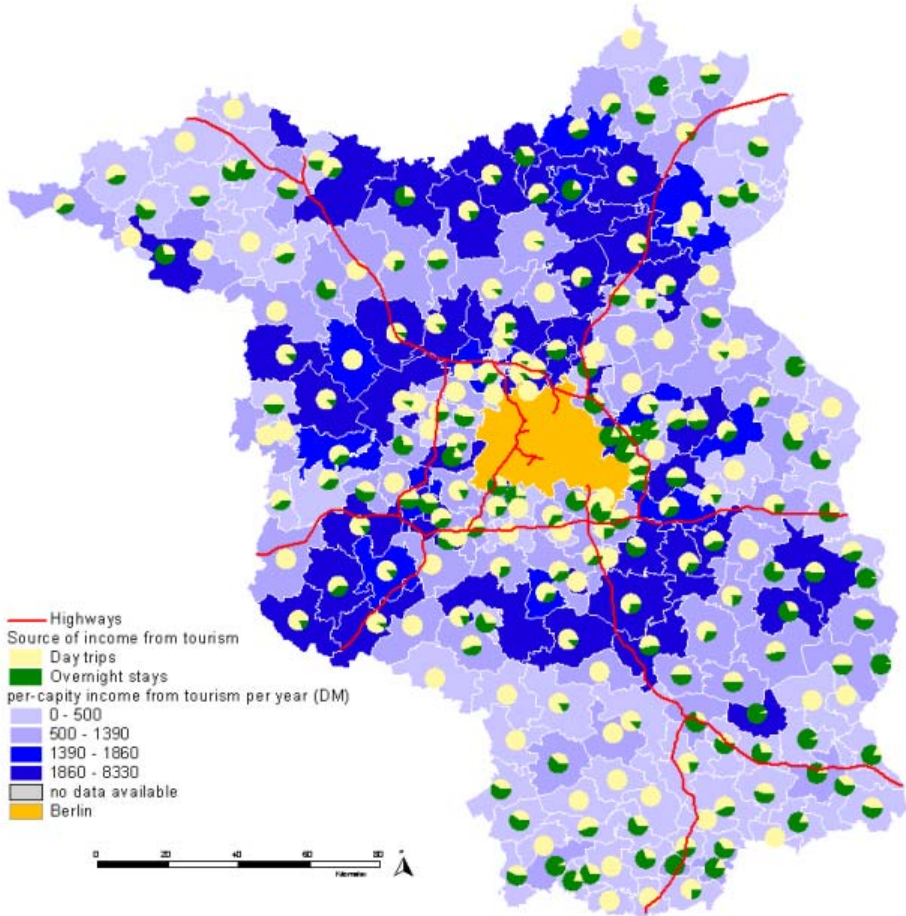 Highways
Source of income from tourism
Day trips
Overnight stays
per-capity income from tourism per year (DM)
0 - 500
500 - 1390
1390 - 1860
1860 - 8330
no data available
Berlin
0 20 40 60 80
Kilometer